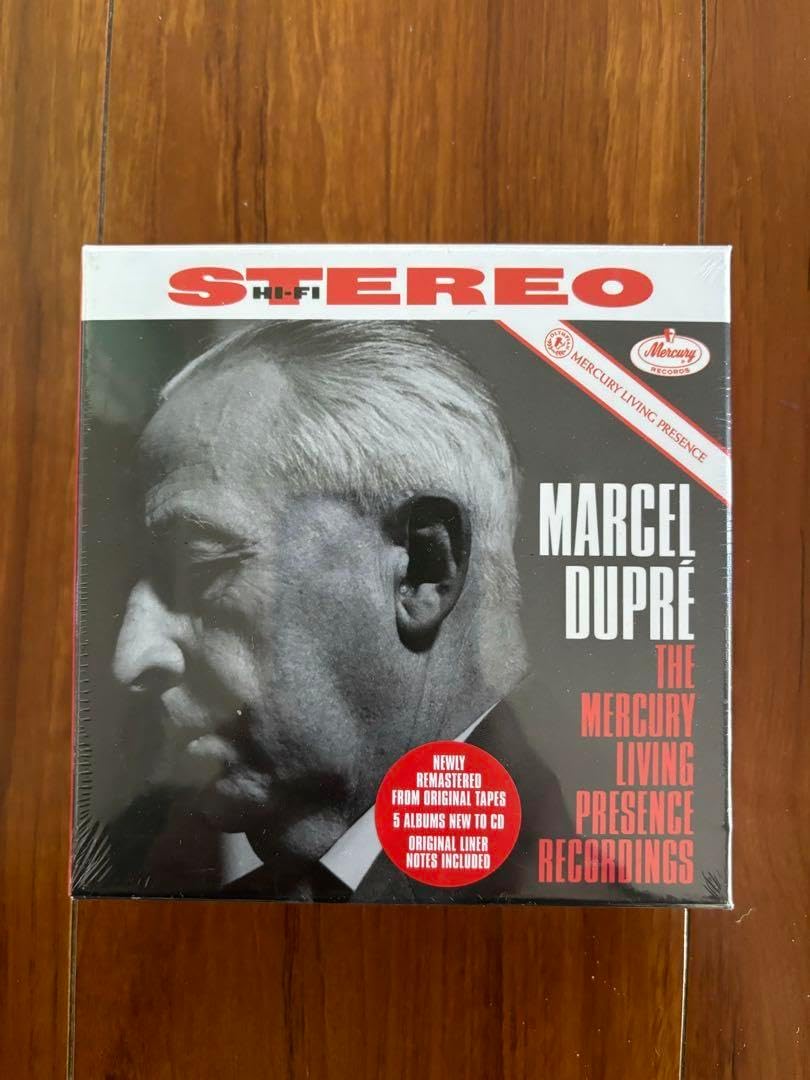 STEREO
HI-FI
OLYMPIAN
MERCURY LIVING PRESENCE
Mercury
RECORDS
MARCEL
DUPRÉ
THE
MERCURY
LIVING
PRESENCE
RECORDINGS
NEWLY
REMASTERED
FROM ORIGINAL TAPES
5 ALBUMS NEW TO CD
ORIGINAL LINER
NOTES INCLUDED